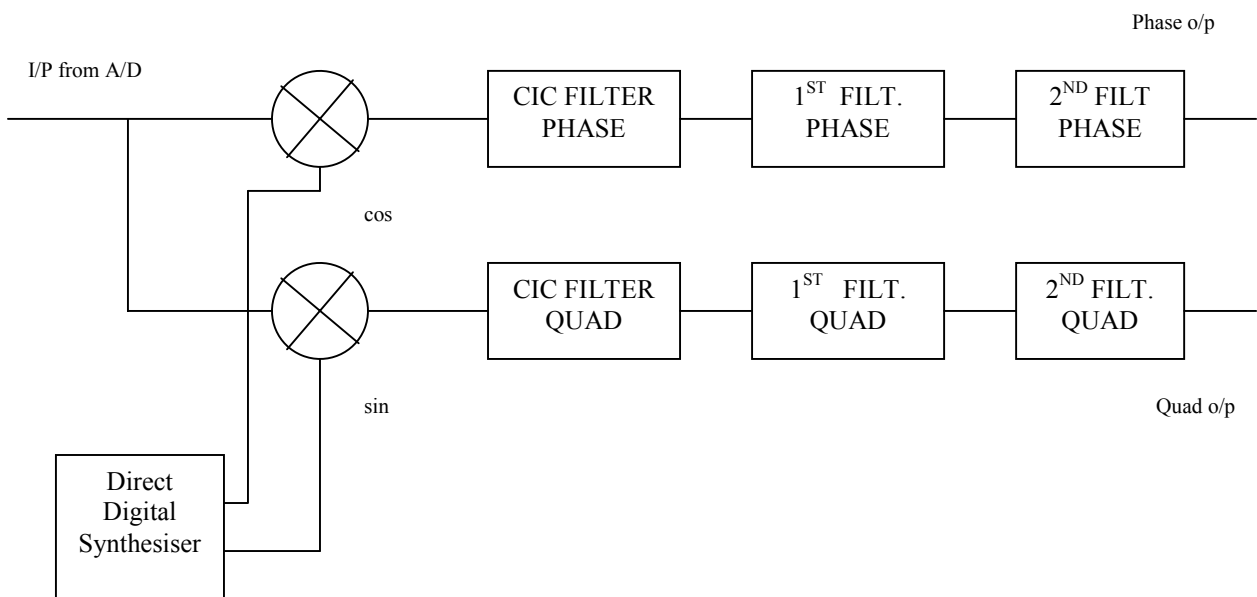 Phase o/p
I/P from A/D
CIC FILTER
PHASE
1ST FILT.
PHASE
2ND FILT
PHASE
cos
CIC FILTER
QUAD
1ST FILT.
QUAD
2ND FILT.
QUAD
sin
Quad o/p
Direct
Digital
Synthesiser